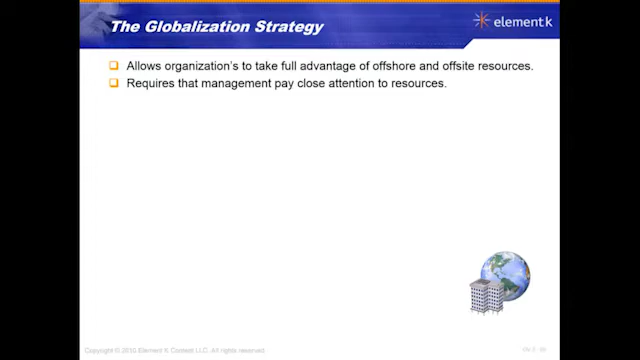 The Globalization Strategy
element k
Allows organization's to take full advantage of offshore and offsite resources.
Requires that management pay close attention to resources.
Copyright © 2010 Element K Content LLC. All rights reserved.